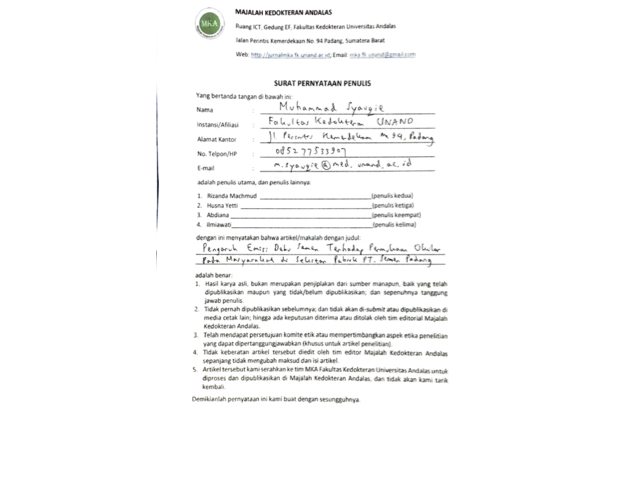 MKA
MAJALAH KEDOKTERAN ANDALAS
Ruang ICT, Gedung EF, Fakultas Kedokteran Universitas Andalas
Jalan Perintis Kemerdekaan No. 94 Padang, Sumatera Barat
Web: http://jurnalmka.fk.unand.ac.id; Email: mka.fk.unand@gmail.com
SURAT PERNYATAAN PENULIS
Yang bertanda tangan di bawah ini:
Nama : Muhammad Syauqie
Instansi/Afiliasi : Fakultas Kedokteran UNAND
Alamat Kantor : Jl. Perintis Kemerdekaan No 94, Padang
No. Telpon/HP : 085277533907
E-mail : m.syauqie@med.unand.ac.id
adalah penulis utama, dan penulis lainnya:
1. Rizanda Machmud (penulis kedua)
2. Husna Yetti (penulis ketiga)
3. Abdiana (penulis keempat)
4. Ilmiawati (penulis kelima)
dengan ini menyatakan bahwa artikel/makalah dengan judul:
Pengaruh Emisi Debu Semen Terhadap Permukaan Okular
Pada Masyarakat di Sekitar Pabrik PT. Semen Padang
adalah benar:
1. Hasil karya asli, bukan merupakan penjiplakan dari sumber manapun, baik yang telah
dipublikasikan maupun yang tidak/belum dipublikasikan; dan sepenuhnya tanggung
jawab penulis.
2. Tidak pernah dipublikasikan sebelumnya; dan tidak akan di-submit atau dipublikasikan di
media cetak lain; hingga ada keputusan diterima atau ditolak oleh tim editorial Majalah
Kedokteran Andalas.
3. Telah mendapat persetujuan komite etik atau mempertimbangkan aspek etika penelitian
yang dapat dipertanggungjawabkan (khusus untuk artikel penelitian).
4. Tidak keberatan artikel tersebut diedit oleh tim editor Majalah Kedokteran Andalas
sepanjang tidak mengubah maksud dan isi artikel.
5. Artikel tersebut kami serahkan ke tim MKA Fakultas Kedokteran Universitas Andalas untuk
diproses dan dipublikasikan di Majalah Kedokteran Andalas, dan tidak akan kami tarik
kembali.
Demikianlah pernyataan ini kami buat dengan sesungguhnya.